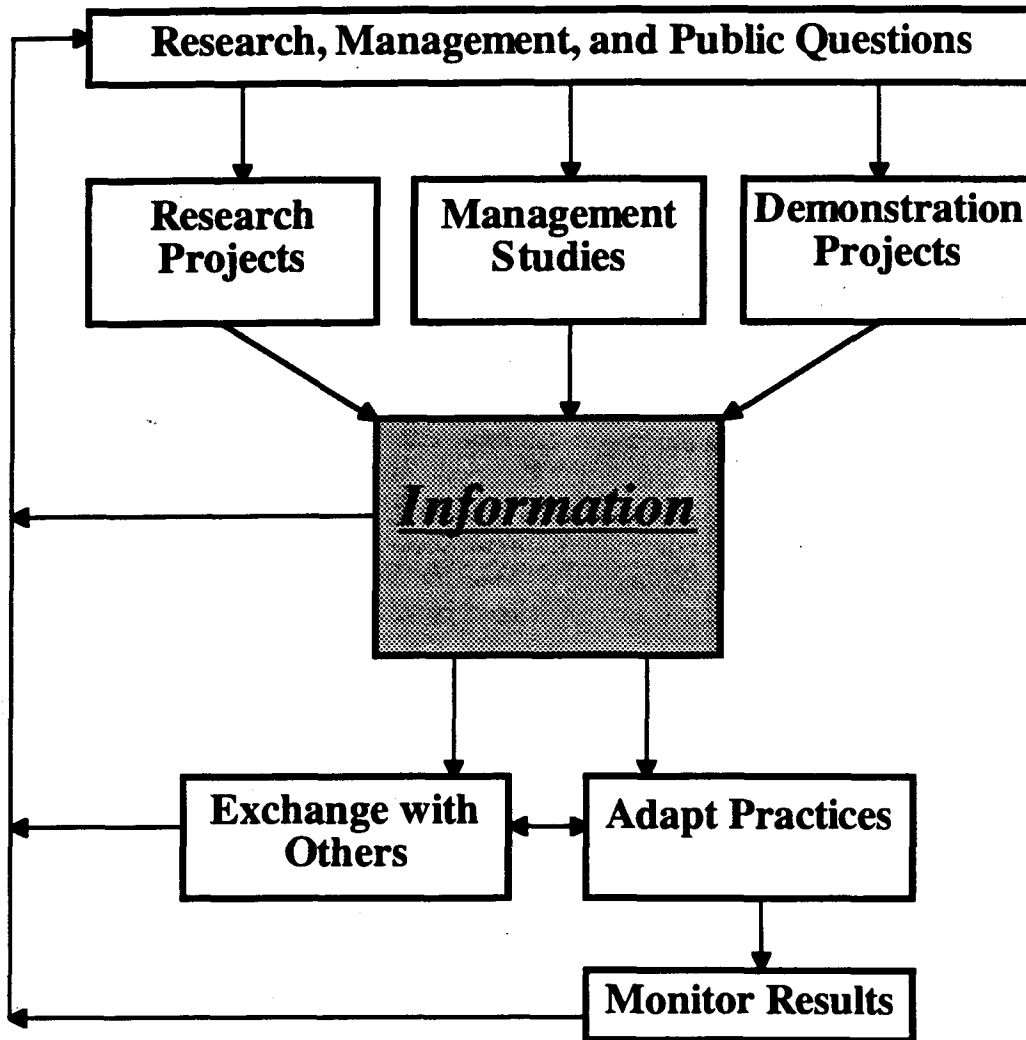 Research, Management, and Public Questions
Research
Projects
Management
Studies
Demonstration
Projects
Information
Exchange with
Others
Adapt Practices
Monitor Results